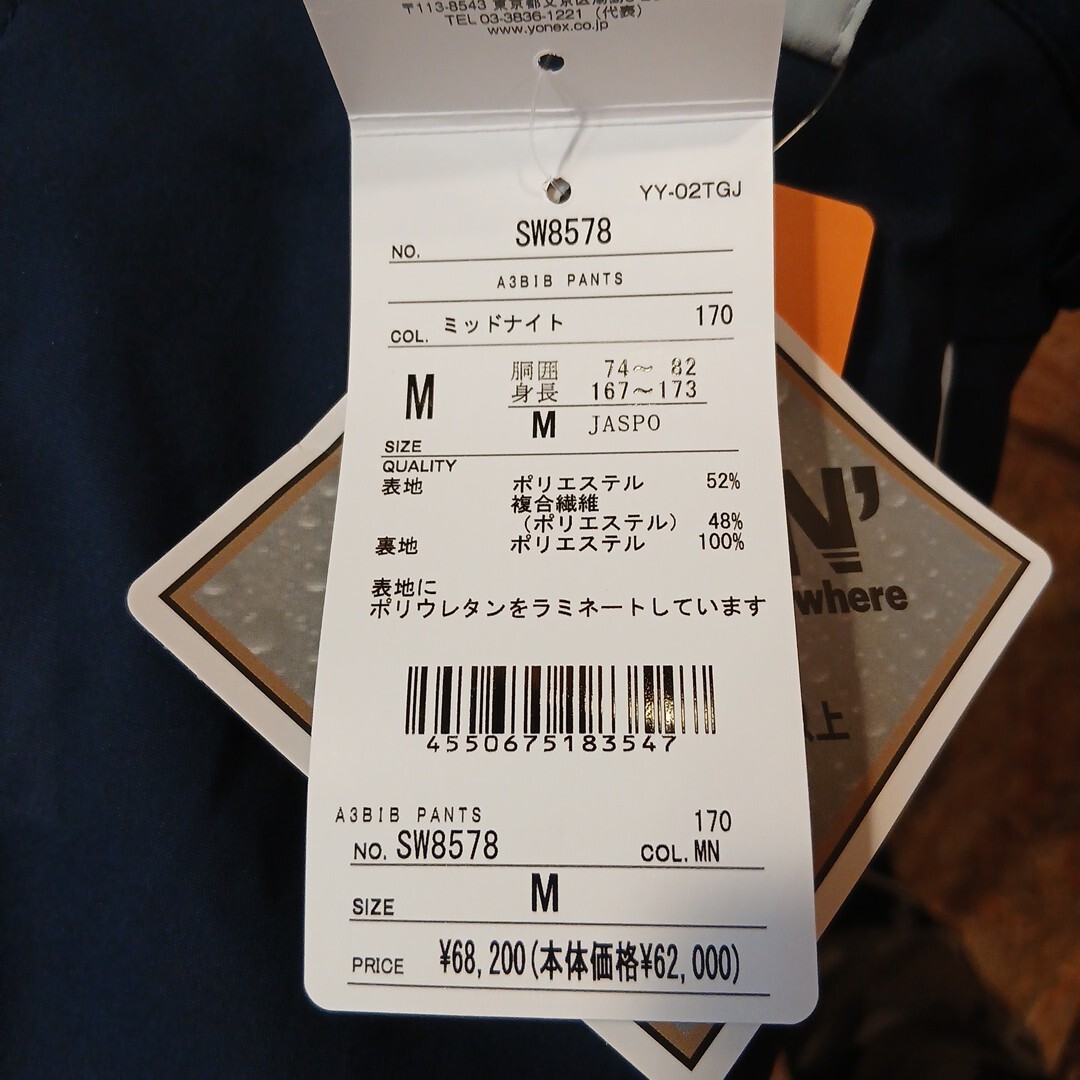 〒113-8543 東京都文京区湯島3-2
TEL 03-3836-1221 (代表)
www.yonex.co.jp
YY-02TGJ
NO. SW8578
A3BIB PANTS
COL. ミッドナイト 170
M 胴囲 74~ 82
身長 167~173
M JASPO
SIZE
QUALITY
表地 ポリエステル 52%
複合繊維
(ポリエステル) 48%
裏地 ポリエステル 100%
表地に
ポリウレタンをラミネートしています
4550675183547
A3BIB PANTS 170
NO. SW8578 COL. MN
SIZE M
PRICE ¥68,200(本体価格¥62,000)
N'
where
上